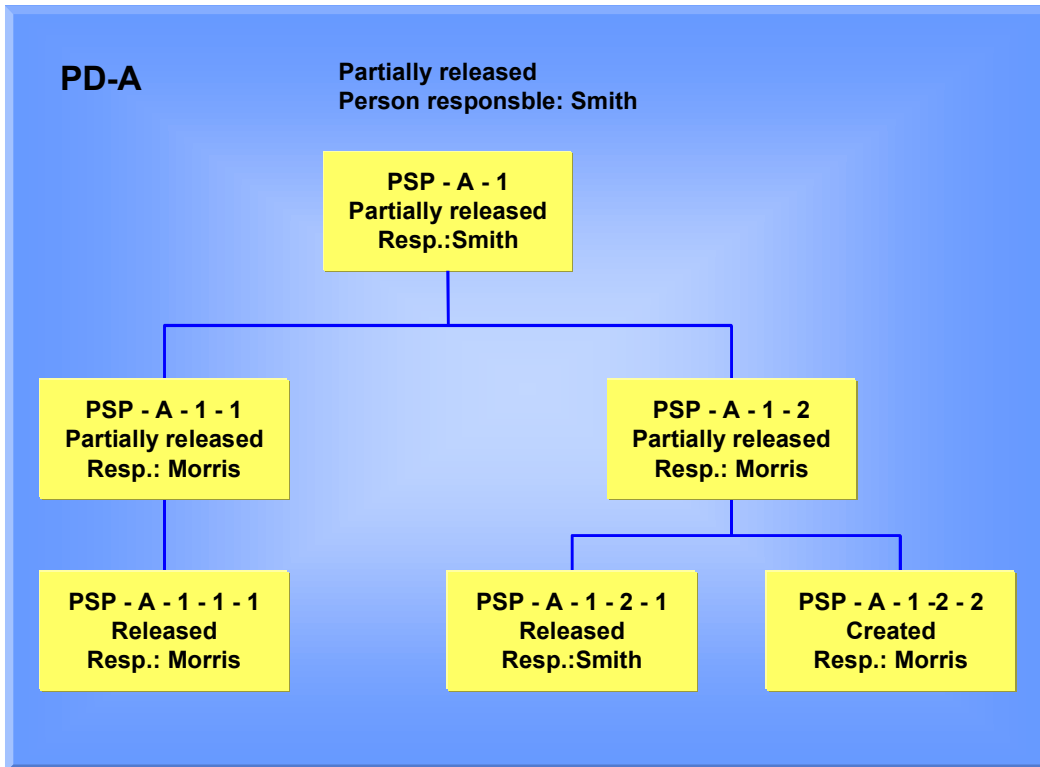 PD-A
Partially released
Person responsble: Smith
PSP - A - 1
Partially released
Resp.:Smith
PSP - A - 1 - 1
Partially released
Resp.: Morris
PSP - A - 1 - 2
Partially released
Resp.: Morris
PSP - A - 1 - 1 - 1
Released
Resp.: Morris
PSP - A - 1 - 2 - 1
Released
Resp.:Smith
PSP - A - 1 -2 - 2
Created
Resp.: Morris